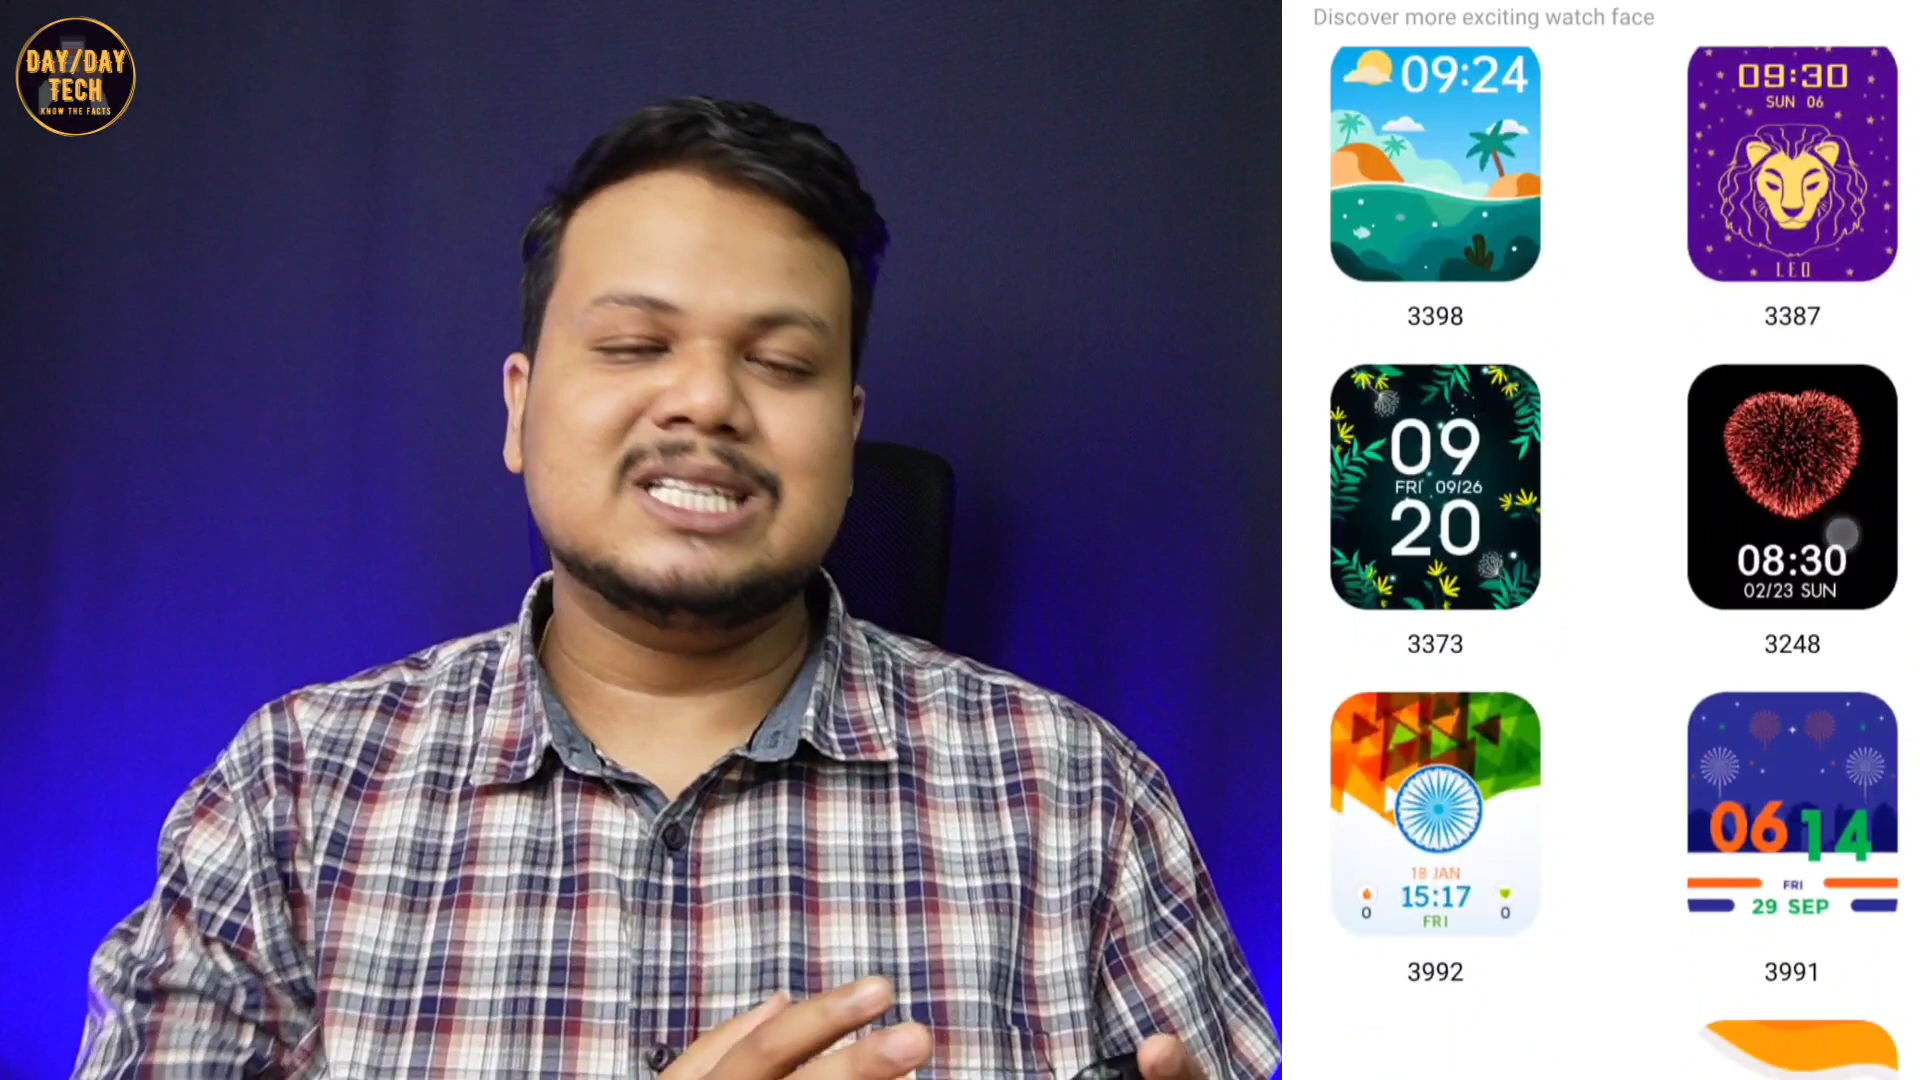 DAY/DAY
TECH
KNOW THE FACTS
Discover more exciting watch face
09:24
3398
09:30
SUN 06
LEO
3387
09
FRI 09/26
20
3373
08:30
02/23 SUN
3248
18 JAN
15:17
0
0
FRI
3992
06 14
FRI
29 SEP
3991